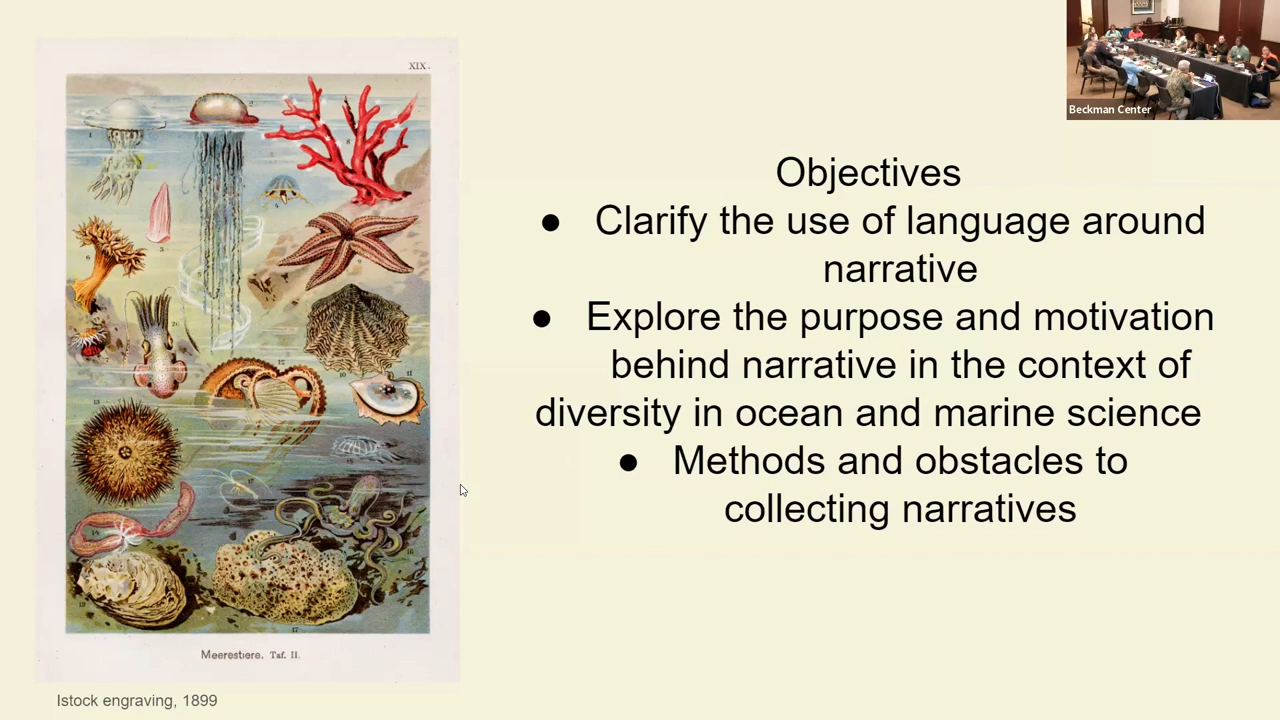 XIX.
Beckman Center
Objectives
● Clarify the use of language around
narrative
● Explore the purpose and motivation
behind narrative in the context of
diversity in ocean and marine science
● Methods and obstacles to
collecting narratives
Meerestiere. Taf. II.
Istock engraving, 1899